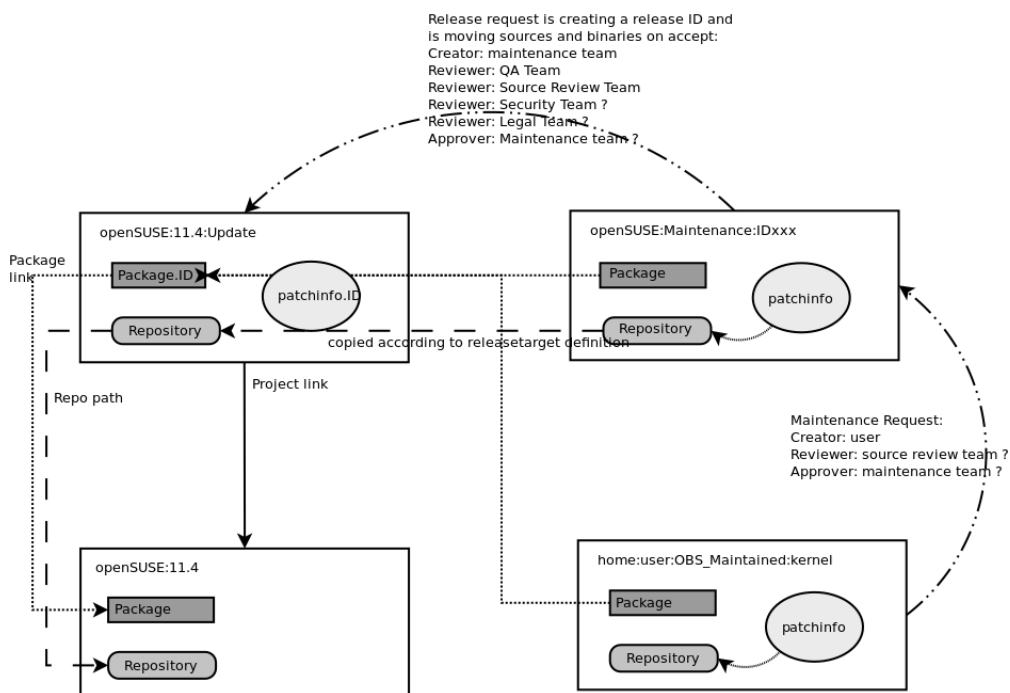 Release request is creating a release ID and
is moving sources and binaries on accept:
Creator: maintenance team
Reviewer: QA Team
Reviewer: Source Review Team
Reviewer: Security Team ?
Reviewer: Legal Team ?
Approver: Maintenance team ?
openSUSE:11.4:Update
Package
link
Package.ID
patchinfo.ID
Repository
openSUSE:Maintenance:IDxxx
Package
patchinfo
Repository
copied according to releasetarget definition
Project link
Repo path
Maintenance Request:
Creator: user
Reviewer: source review team ?
Approver: maintenance team ?
openSUSE:11.4
Package
Repository
home:user:OBS_Maintained:kernel
Package
patchinfo
Repository